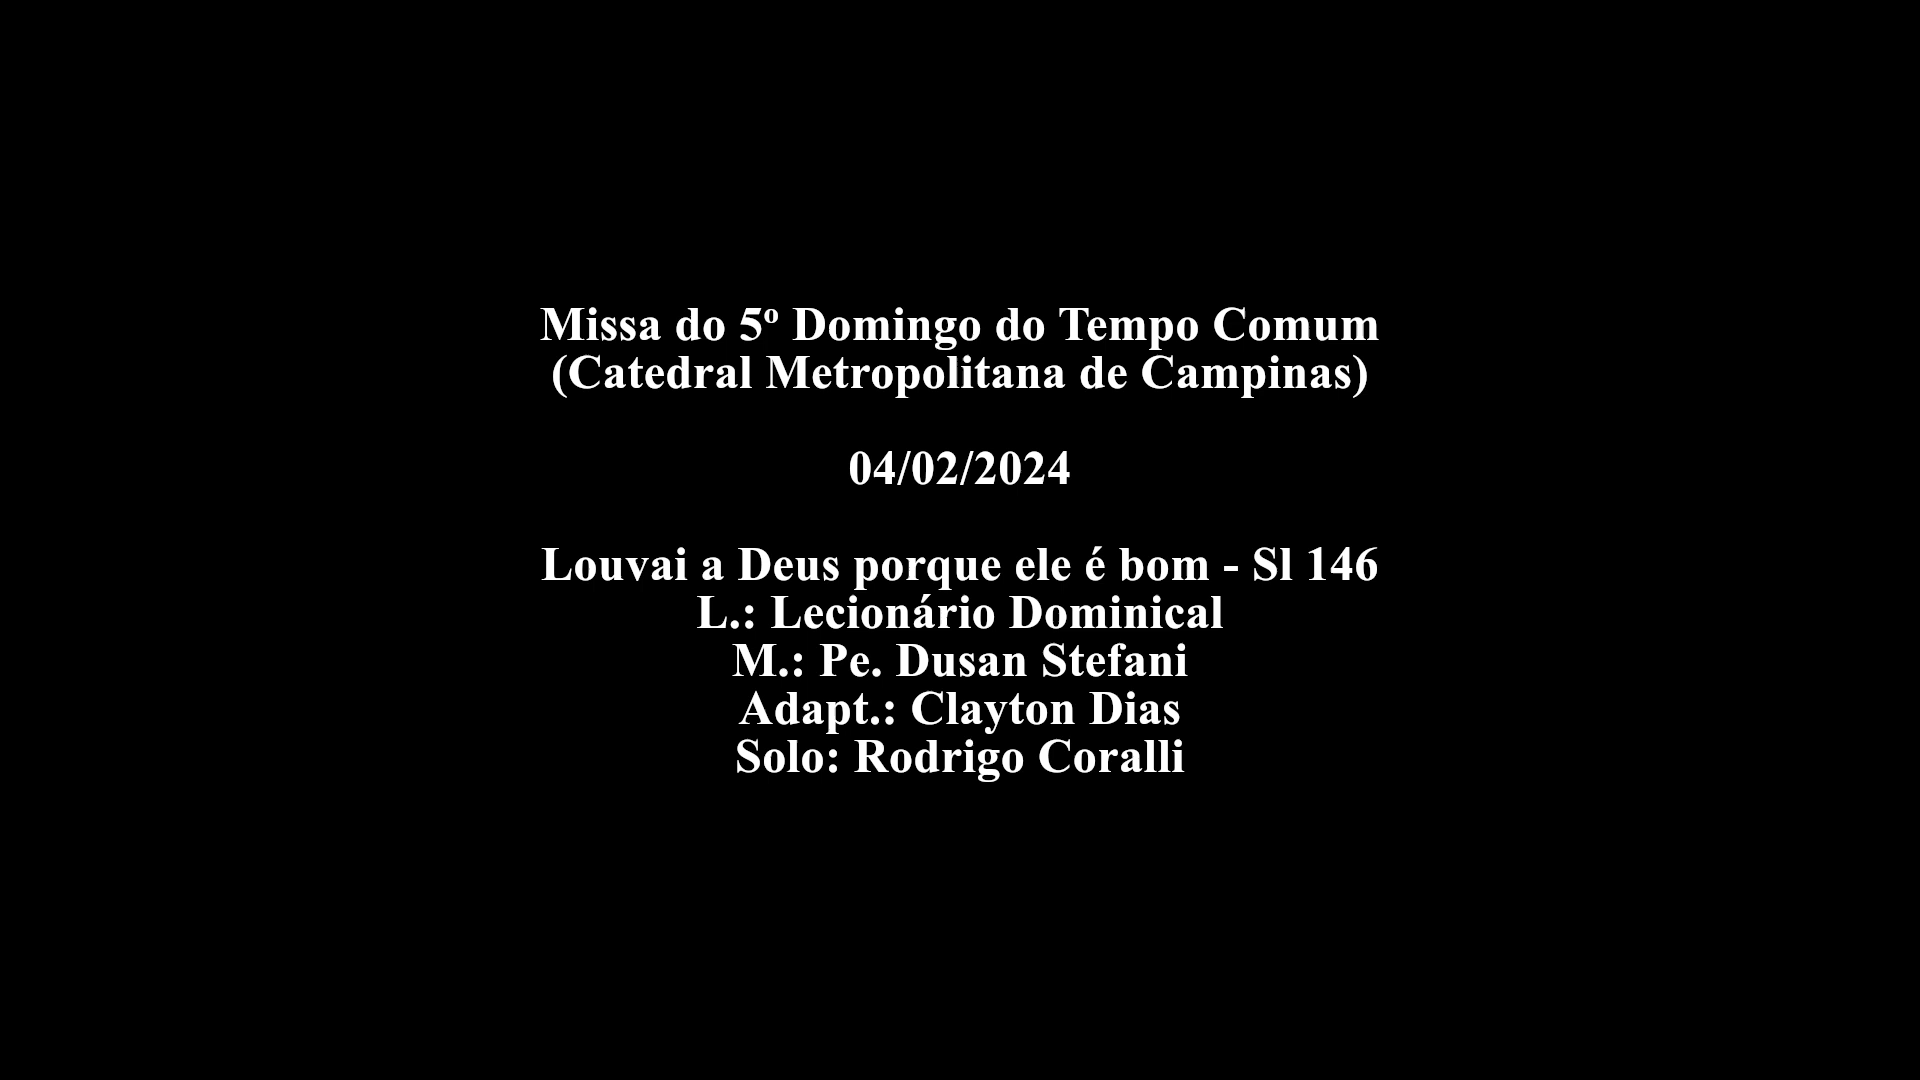 Missa do 5º Domingo do Tempo Comum
(Catedral Metropolitana de Campinas)
04/02/2024
Louvai a Deus porque ele é bom - Sl 146
L.: Lecionário Dominical
M.: Pe. Dusan Stefani
Adapt.: Clayton Dias
Solo: Rodrigo Coralli